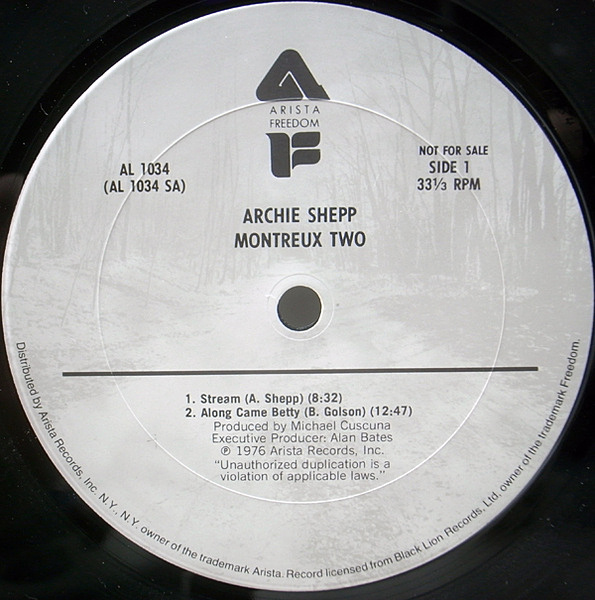 ARISTA
FREEDOM
AL 1034
(AL 1034 SA)
NOT FOR SALE
SIDE 1
33⅓ RPM
ARCHIE SHEPP
MONTREUX TWO
1. Stream (A. Shepp) (8:32)
2. Along Came Betty (B. Golson) (12:47)
Produced by Michael Cuscuna
Executive Producer: Alan Bates
℗ 1976 Arista Records, Inc.
"Unauthorized duplication is a
violation of applicable laws."
Distributed by Arista Records, Inc. N.Y., N.Y. owner of the trademark Arista. Record licensed from Black Lion Records, Ltd. owner of the trademark Freedom.